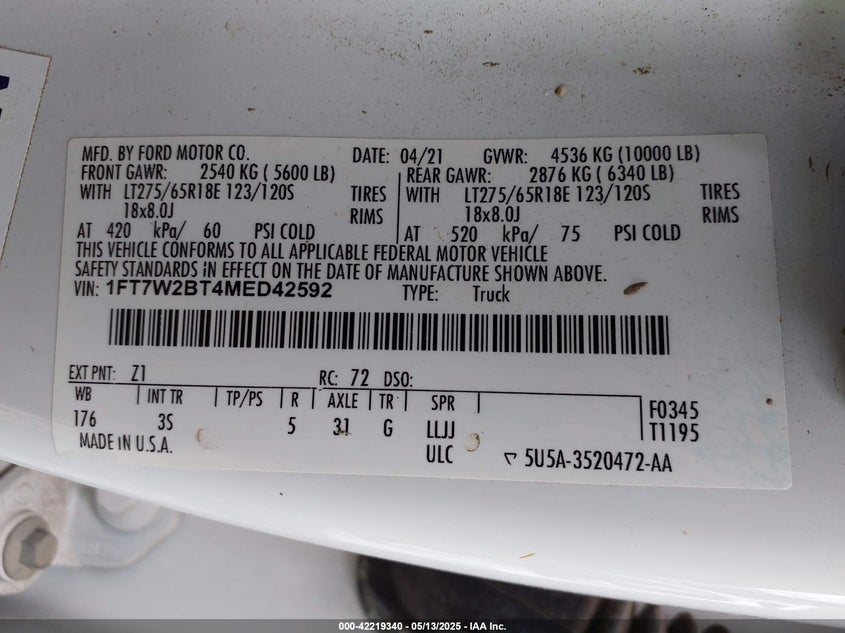 MFD. BY FORD MOTOR CO. DATE: 04/21 GVWR: 4536 KG (10000 LB)
FRONT GAWR: 2540 KG ( 5600 LB) REAR GAWR: 2876 KG ( 6340 LB)
WITH LT275/65R18E 123/120S TIRES WITH LT275/65R18E 123/120S TIRES
18x8.0J RIMS 18x8.0J RIMS
AT 420 kPa/ 60 PSI COLD AT 520 kPa/ 75 PSI COLD
THIS VEHICLE CONFORMS TO ALL APPLICABLE FEDERAL MOTOR VEHICLE
SAFETY STANDARDS IN EFFECT ON THE DATE OF MANUFACTURE SHOWN ABOVE.
VIN: 1FT7W2BT4MED42592 TYPE: Truck
EXT PNT: Z1 RC: 72 DSO:
WB INT TR TP/PS R AXLE TR SPR F0345
176 3S 5 31 G LLJJ T1195
MADE IN U.S.A. ULC 5U5A-3520472-AA
000-42219340 - 05/13/2025 - IAA Inc.